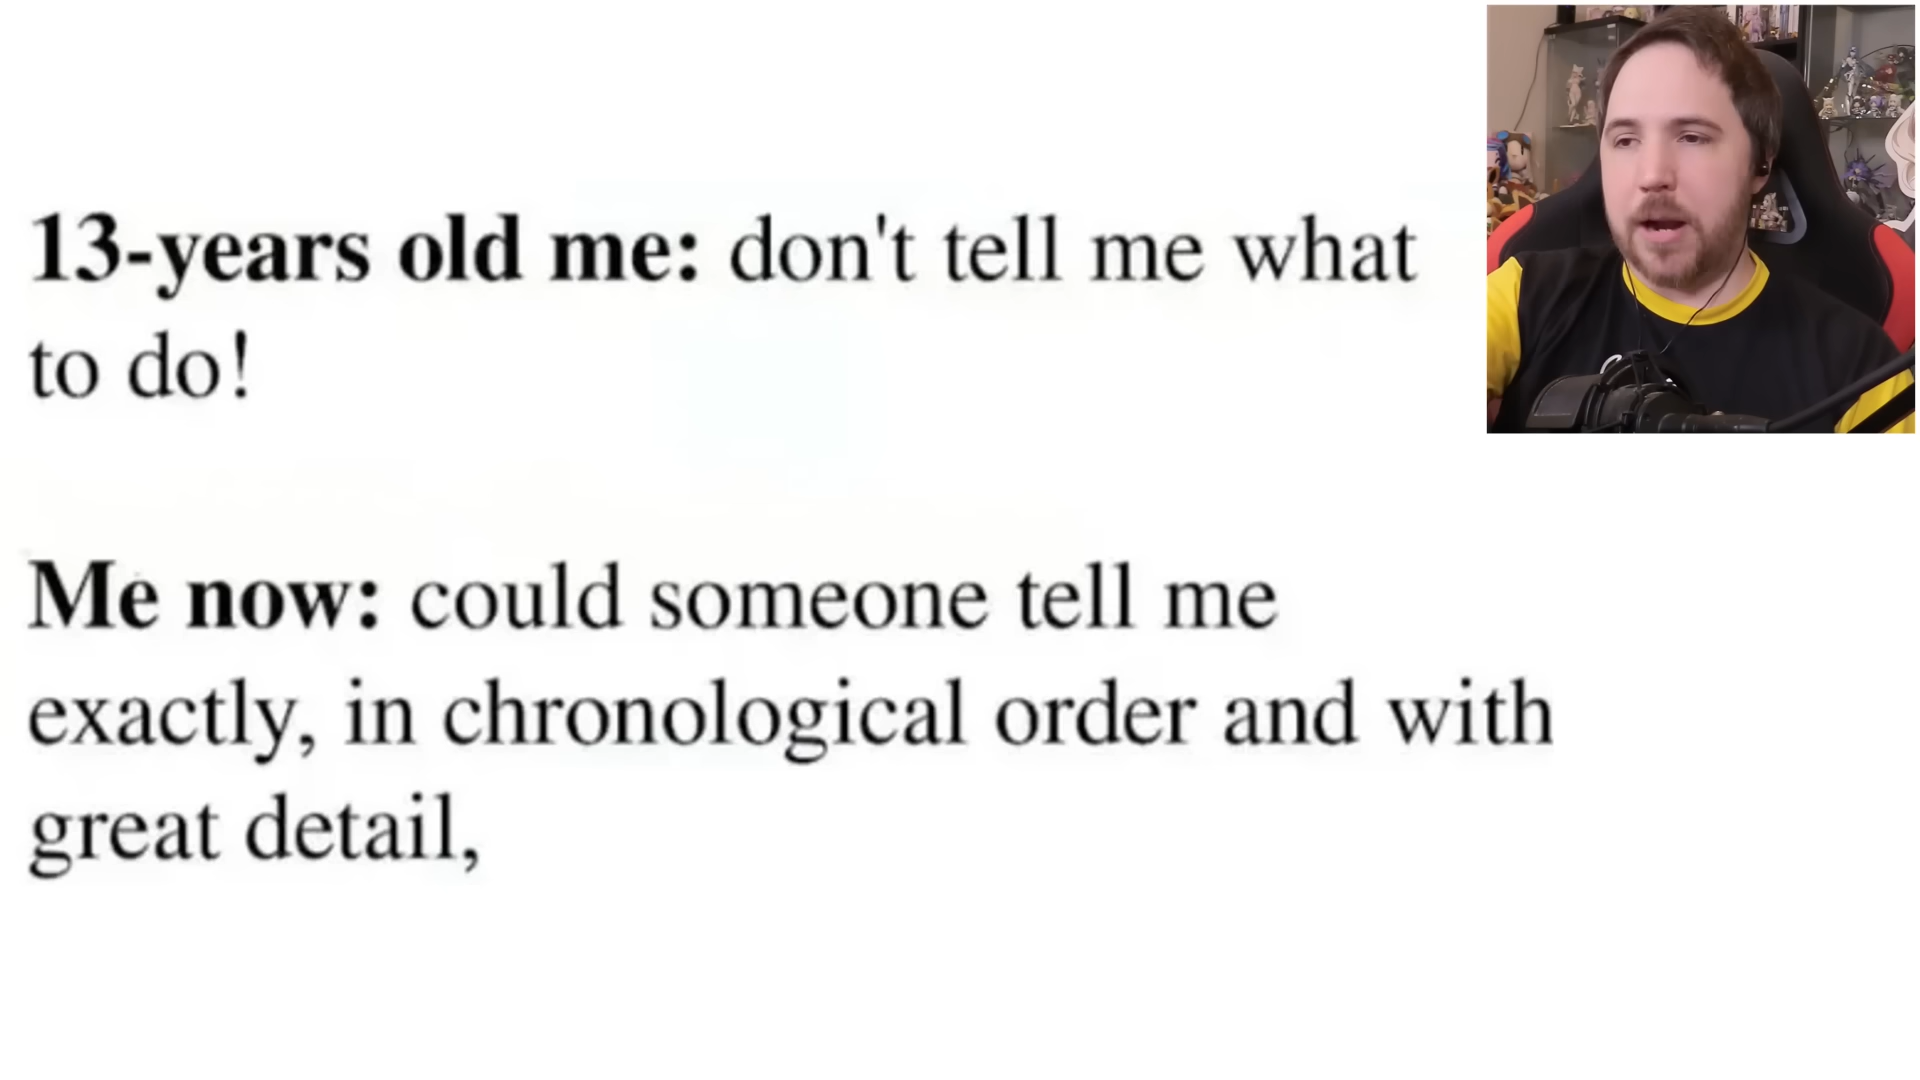 13-years old me: don't tell me what
to do!
Me now: could someone tell me
exactly, in chronological order and with
great detail,